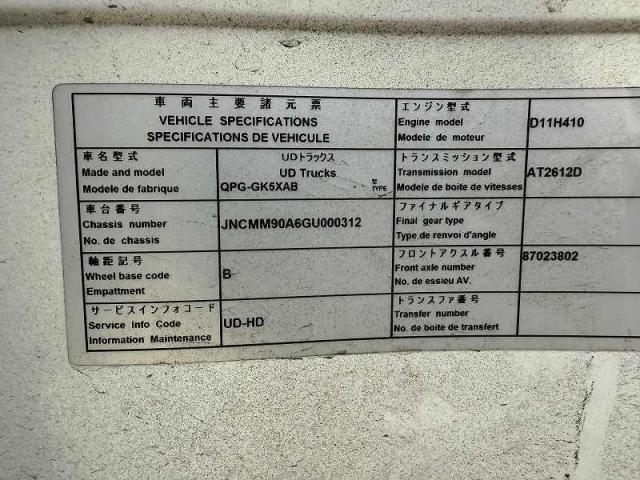 車両主要諸元票
VEHICLE SPECIFICATIONS
SPECIFICATIONS DE VEHICULE
車名型式
Made and model
Modele de fabrique
UDトラックス
UD Trucks
QPG-GK5XAB
型式
TYPE
車台番号
Chassis number
No. de chassis
JNCMM90A6GU000312
軸距記号
Wheel base code
Empattment
B
サービスインフォコード
Service Info Code
Information Maintenance
UD-HD
エンジン型式
Engine model
Modele de moteur
D11H410
トランスミッション型式
Transmission model
Modele de boite de vitesses
AT2612D
ファイナルギアタイプ
Final gear type
Type de renvoi d'angle
フロントアクスル番号
Front axle number
No. de essieu AV.
87023802
トランスファ番号
Transfer number
No. de boite de transfert